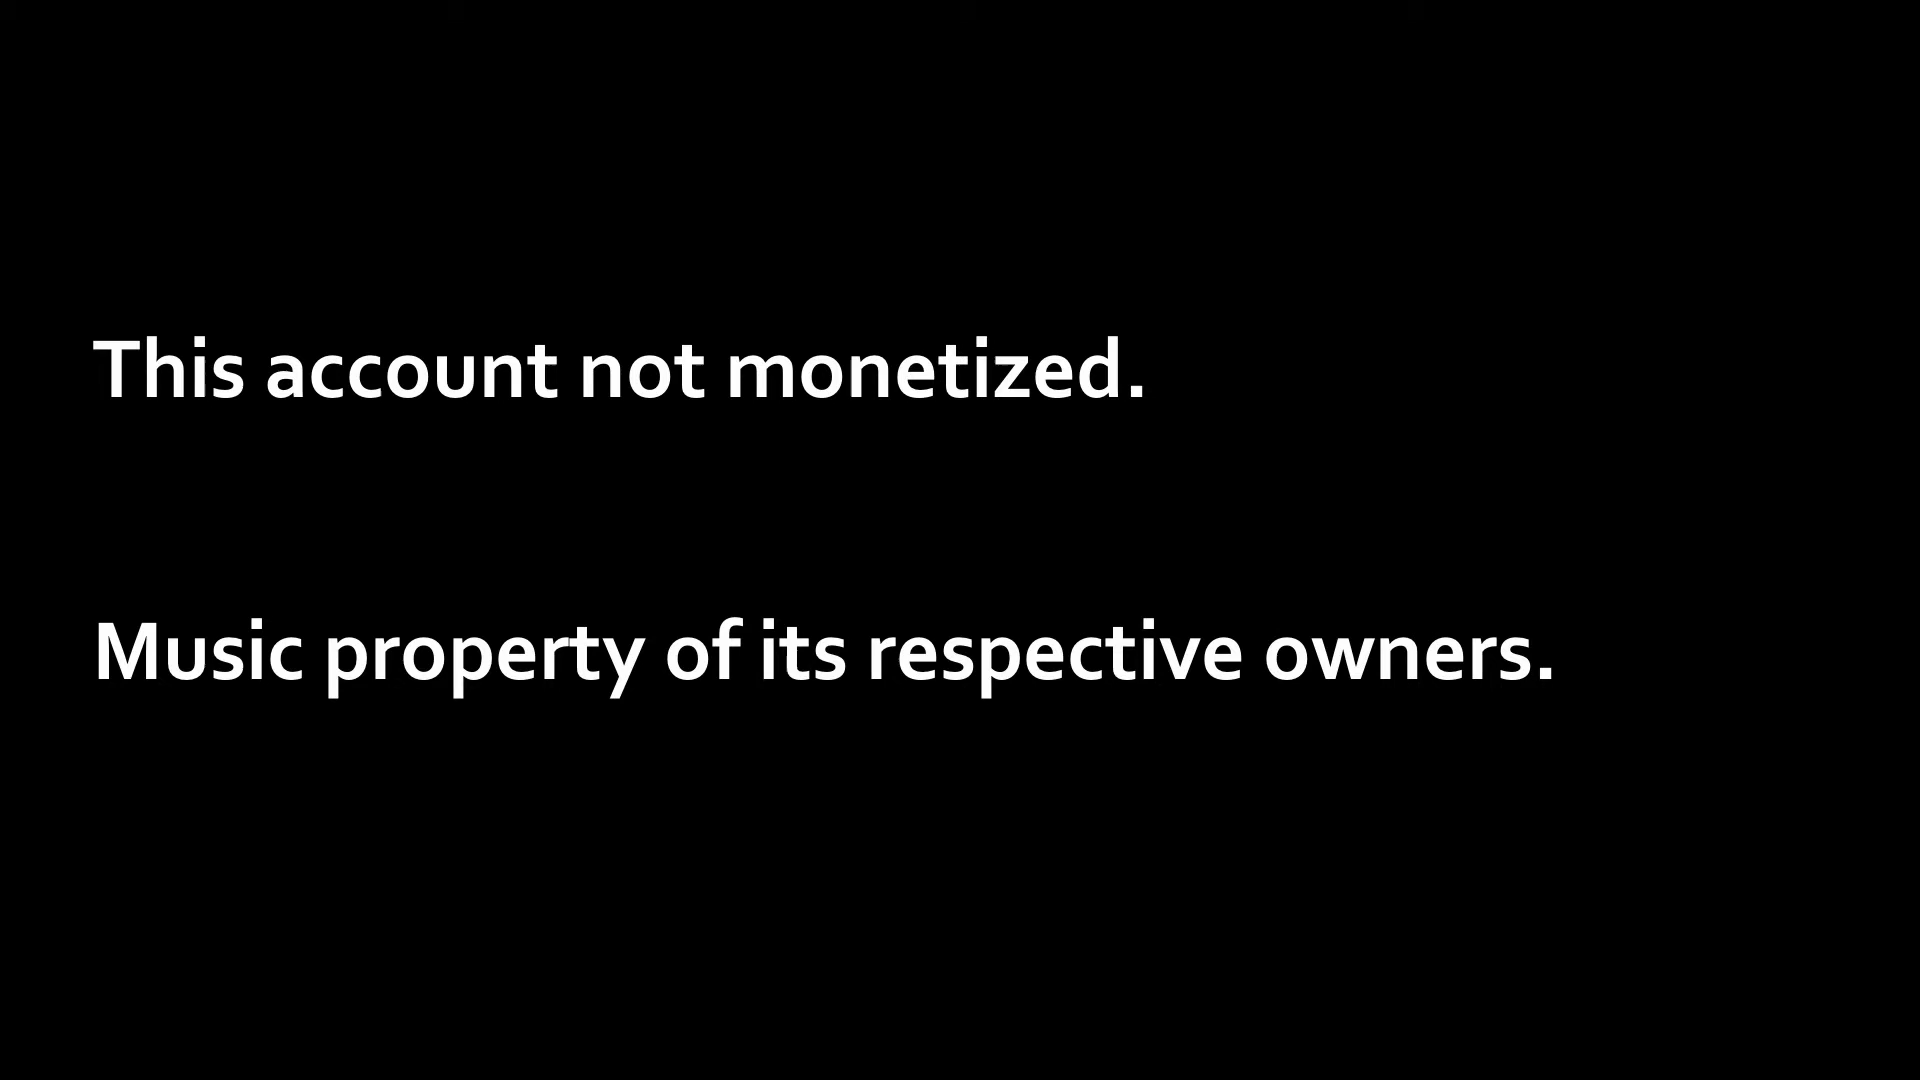 This account not monetized.
Music property of its respective owners.